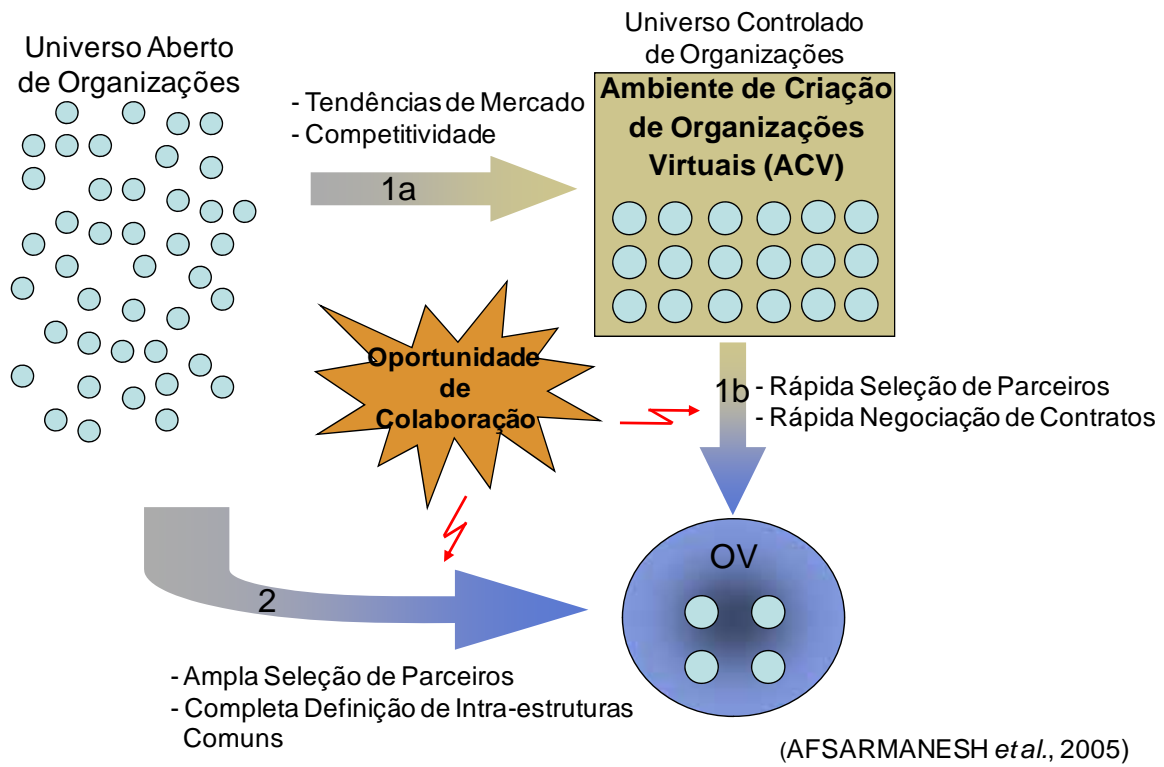 Universo Aberto
de Organizações
- Tendências de Mercado
- Competitividade
1a
Universo Controlado
de Organizações
Ambiente de Criação
de Organizações
Virtuais (ACV)
Oportunidade
de
Colaboração
1b
- Rápida Seleção de Parceiros
- Rápida Negociação de Contratos
OV
2
- Ampla Seleção de Parceiros
- Completa Definição de Intra-estruturas
Comuns
(AFSARMANESH et al., 2005)